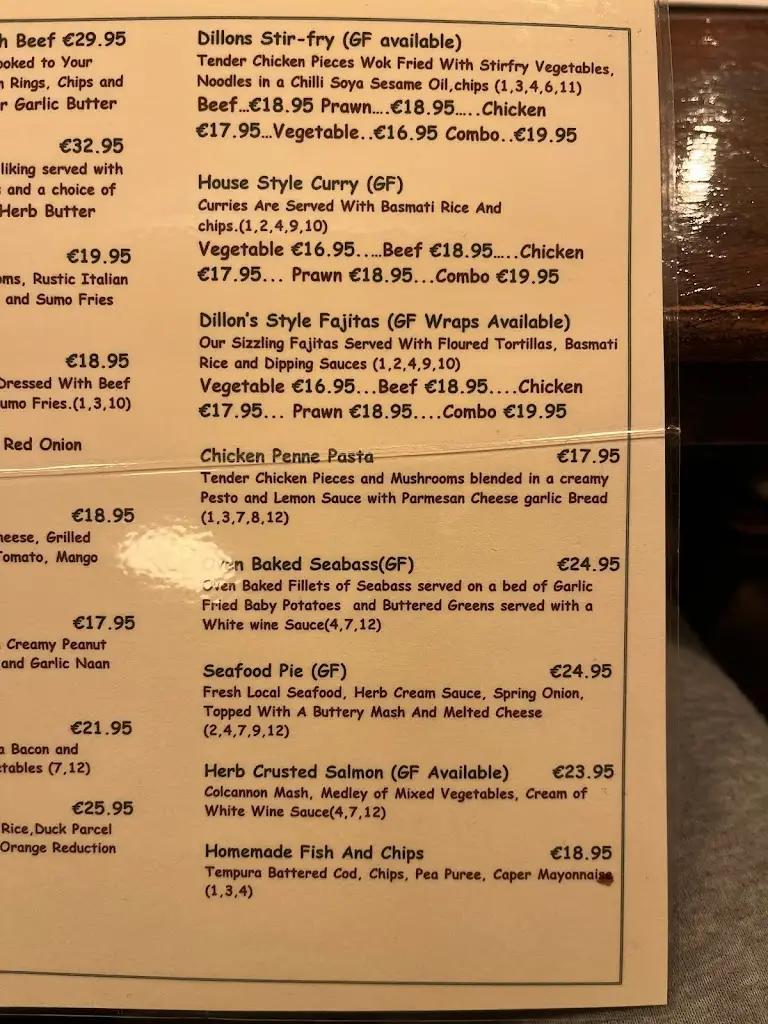 h Beef €29.95
ooked to Your
n Rings, Chips and
r Garlic Butter
€32.95
liking served with
and a choice of
Herb Butter
€19.95
oms, Rustic Italian
and Sumo Fries
€18.95
Dressed With Beef
umo Fries.(1,3,10)
Red Onion
€18.95
heese, Grilled
Tomato, Mango
€17.95
Creamy Peanut
and Garlic Naan
€21.95
a Bacon and
etables (7,12)
€25.95
Rice,Duck Parcel
Orange Reduction
Dillons Stir-fry (GF available)
Tender Chicken Pieces Wok Fried With Stirfry Vegetables,
Noodles in a Chilli Soya Sesame Oil,chips (1,3,4,6,11)
Beef…€18.95 Prawn….€18.95…..Chicken
€17.95…Vegetable..€16.95 Combo..€19.95
House Style Curry (GF)
Curries Are Served With Basmati Rice And
chips.(1,2,4,9,10)
Vegetable €16.95.….Beef €18.95…..Chicken
€17.95... Prawn €18.95...Combo €19.95
Dillon's Style Fajitas (GF Wraps Available)
Our Sizzling Fajitas Served With Floured Tortillas, Basmati
Rice and Dipping Sauces (1,2,4,9,10)
Vegetable €16.95...Beef €18.95....Chicken
€17.95... Prawn €18.95....Combo €19.95
Chicken Penne Pasta €17.95
Tender Chicken Pieces and Mushrooms blended in a creamy
Pesto and Lemon Sauce with Parmesan Cheese garlic Bread
(1,3,7,8,12)
Oven Baked Seabass(GF) €24.95
Oven Baked Fillets of Seabass served on a bed of Garlic
Fried Baby Potatoes and Buttered Greens served with a
White wine Sauce(4,7,12)
Seafood Pie (GF) €24.95
Fresh Local Seafood, Herb Cream Sauce, Spring Onion,
Topped With A Buttery Mash And Melted Cheese
(2,4,7,9,12)
Herb Crusted Salmon (GF Available) €23.95
Colcannon Mash, Medley of Mixed Vegetables, Cream of
White Wine Sauce(4,7,12)
Homemade Fish And Chips €18.95
Tempura Battered Cod, Chips, Pea Puree, Caper Mayonnaise
(1,3,4)